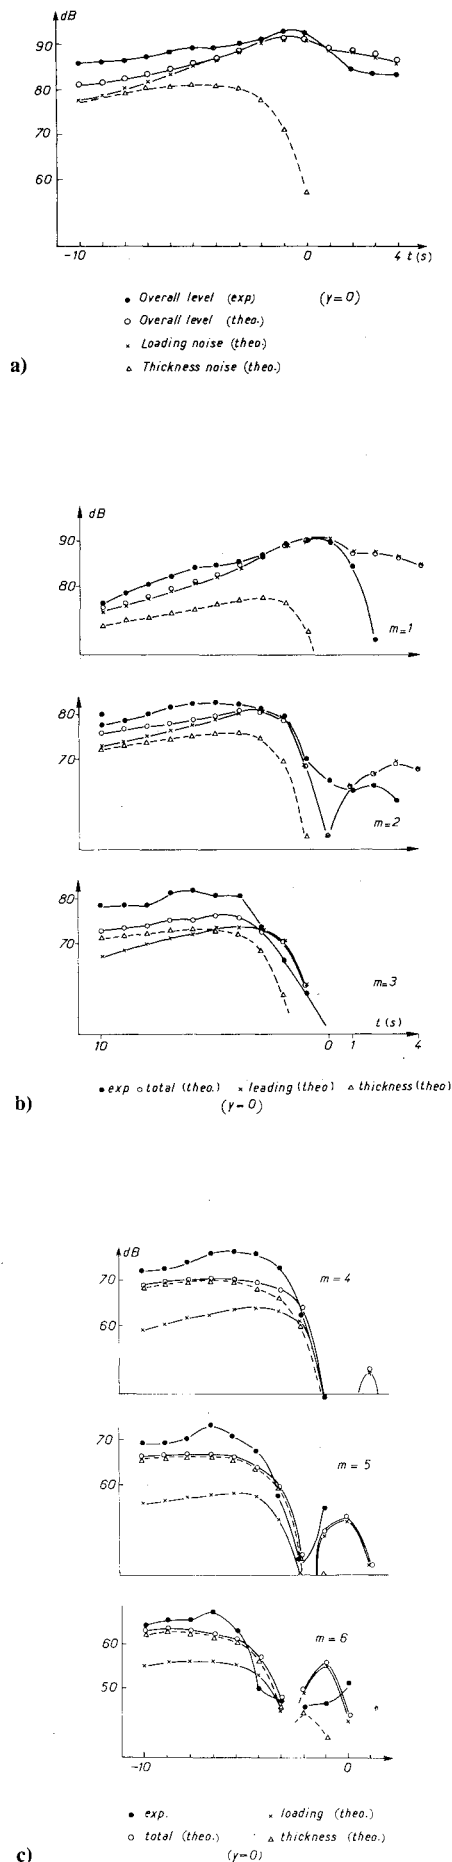 dB
90
80
70
60
-10 0 4 t(s)
● Overall level (exp) (y=0)
○ Overall level (theo.)
× Loading noise (theo.)
△ Thickness noise (theo.)
a)
dB
90
80
m=1
80
70
m=2
80
70
m=3
t(s)
10 0 1 4
● exp ○ total (theo.) × leading (theo) △ thickness (theo)
b) (y=0)
dB
70
60
m=4
70
60
m=5
60
50
m=6
-10 0
● exp. × loading (theo.)
○ total (theo.) △ thickness (theo.)
c) (y=0)